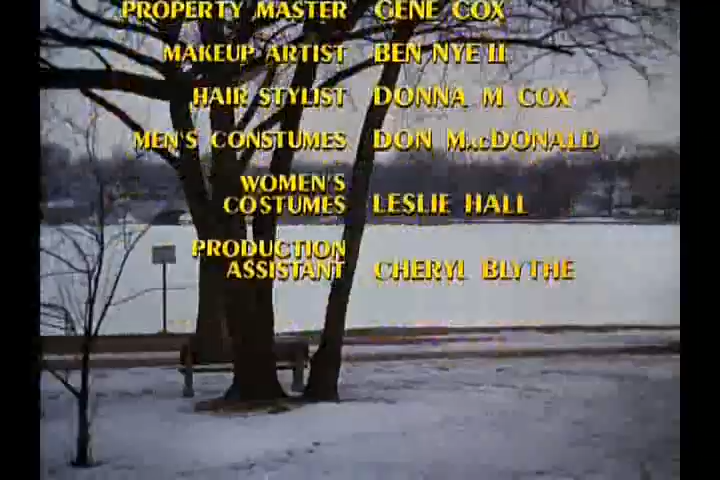 PROPERTY MASTER GENE COX
MAKEUP ARTIST BEN NYE II
HAIR STYLIST DONNA M. COX
MEN'S CONSTUMES DON MacDONALD
WOMEN'S
COSTUMES LESLIE HALL
PRODUCTION
ASSISTANT CHERYL BLYTHE